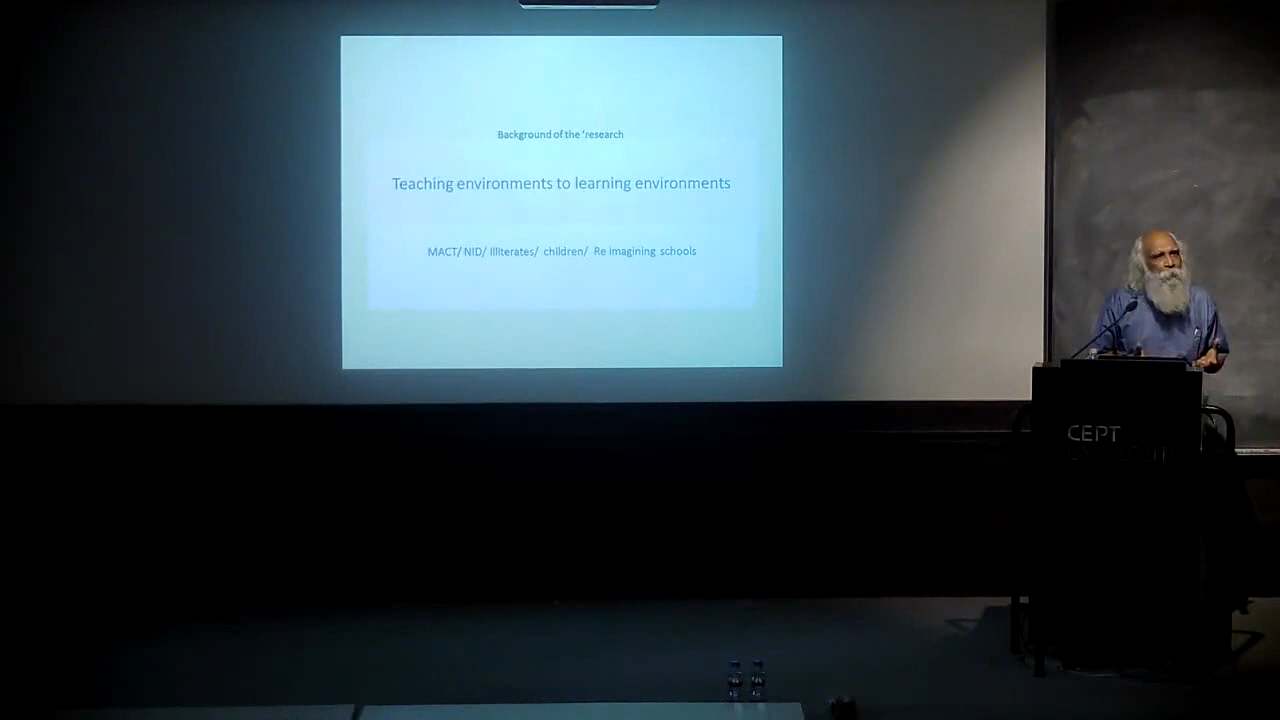 Background of the 'research
Teaching environments to learning environments
MACT/ NID/ Illiterates/ children/ Re imagining schools
CEPT